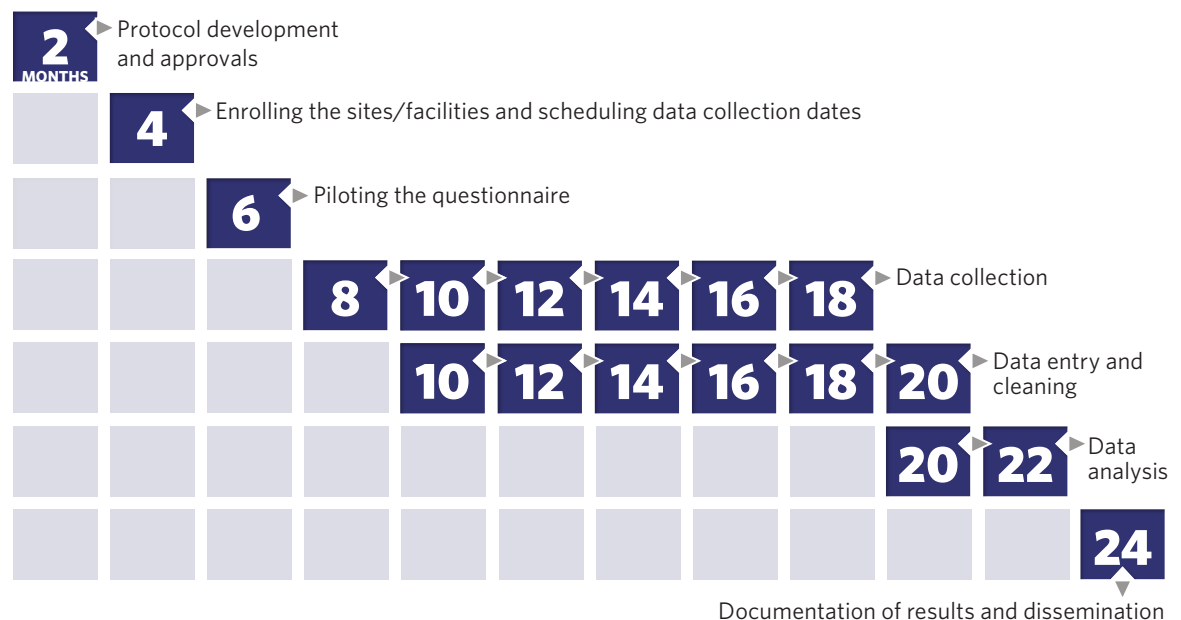 2
MONTHS
Protocol development
and approvals
4
Enrolling the sites/facilities and scheduling data collection dates
6
Piloting the questionnaire
8 10 12 14 16 18
Data collection
10 12 14 16 18 20
Data entry and
cleaning
20 22
Data
analysis
24
Documentation of results and dissemination